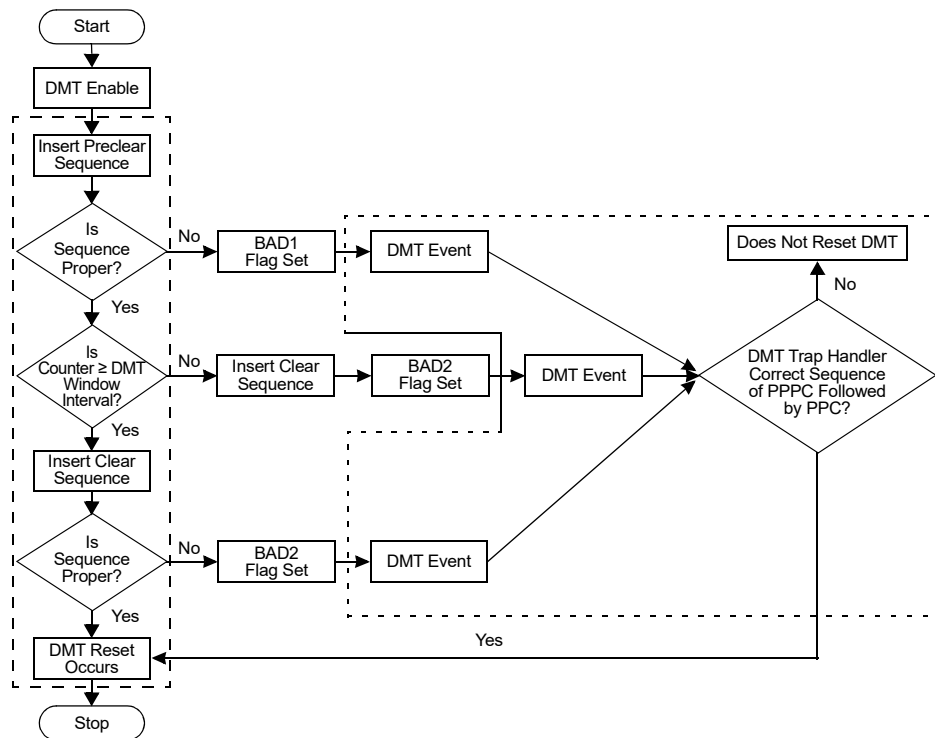 Start
DMT Enable
Insert Preclear
Sequence
Is
Sequence
Proper?
No
BAD1
Flag Set
DMT Event
Does Not Reset DMT
No
Yes
Is
Counter ≥ DMT
Window
Interval?
No
Insert Clear
Sequence
BAD2
Flag Set
DMT Event
DMT Trap Handler
Correct Sequence
of PPPC Followed
by PPC?
Yes
Insert Clear
Sequence
Is
Sequence
Proper?
No
BAD2
Flag Set
DMT Event
Yes
Yes
DMT Reset
Occurs
Stop